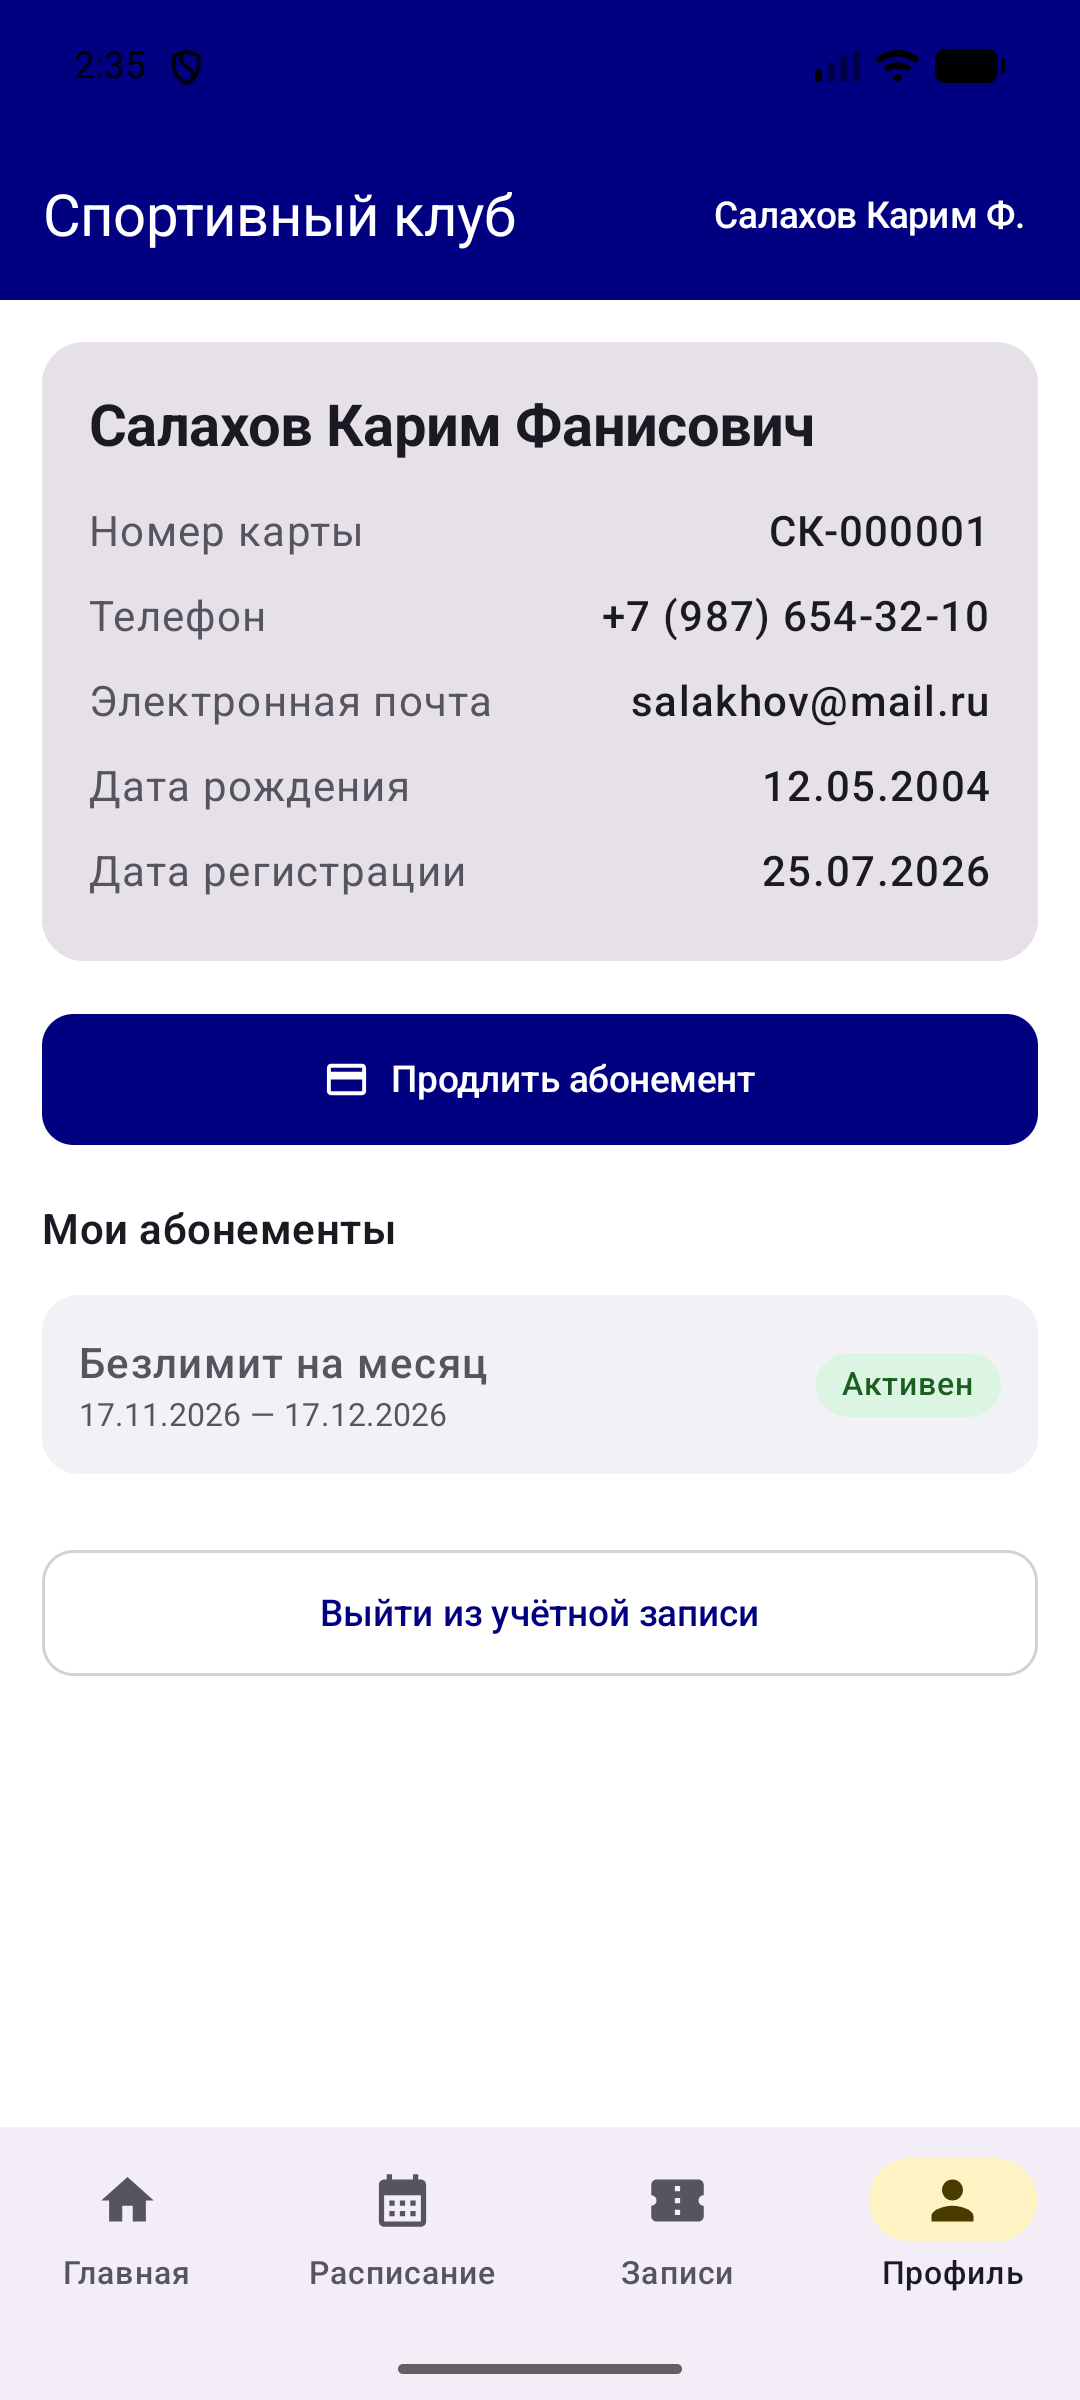 2:35
Спортивный клуб
Салахов Карим Ф.
Салахов Карим Фанисович
Номер карты СК-000001
Телефон +7 (987) 654-32-10
Электронная почта salakhov@mail.ru
Дата рождения 12.05.2004
Дата регистрации 25.07.2026
Продлить абонемент
Мои абонементы
Безлимит на месяц
17.11.2026 — 17.12.2026
Активен
Выйти из учётной записи
Главная
Расписание
Записи
Профиль